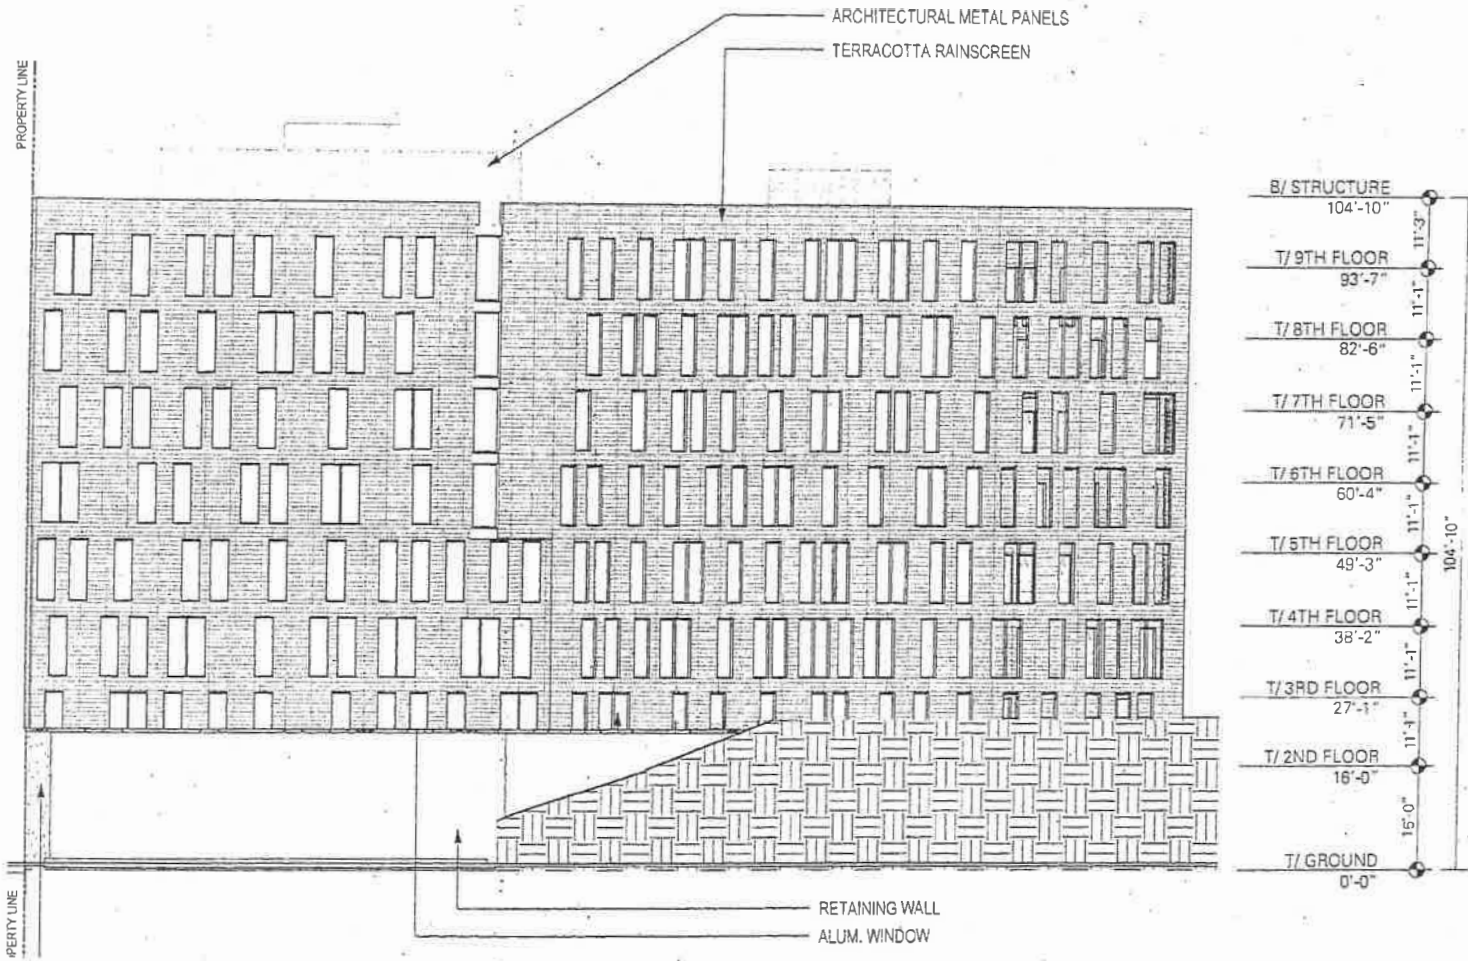 ARCHITECTURAL METAL PANELS
TERRACOTTA RAINSCREEN
PROPERTY LINE
B/ STRUCTURE
104'-10"
11'-3"
T/ 9TH FLOOR
93'-7"
11'-1"
T/ 8TH FLOOR
82'-6"
11'-1"
T/ 7TH FLOOR
71'-5"
11'-1"
T/ 6TH FLOOR
60'-4"
11'-1"
T/ 5TH FLOOR
49'-3"
104'-10"
11'-1"
T/ 4TH FLOOR
38'-2"
11'-1"
T/ 3RD FLOOR
27'-1"
11'-1"
T/ 2ND FLOOR
16'-0"
T/ GROUND
0'-0"
PERTY LINE
RETAINING WALL
ALUM. WINDOW